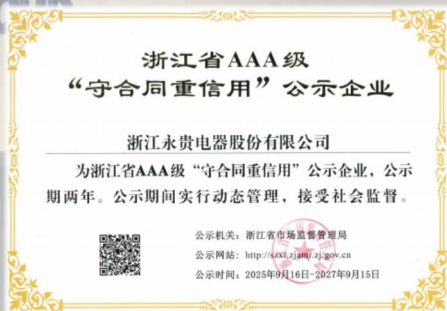 浙江省AAA级
“守合同重信用”公示企业
浙江永贵电器股份有限公司
为浙江省AAA级“守合同重信用”公示企业，公示
期两年。公示期间实行动态管理，接受社会监督。
公示机关：浙江省市场监督管理局
公示网站：http://szxt.zjamr.zj.gov.cn
公示时间：2025年9月16日-2027年9月15日